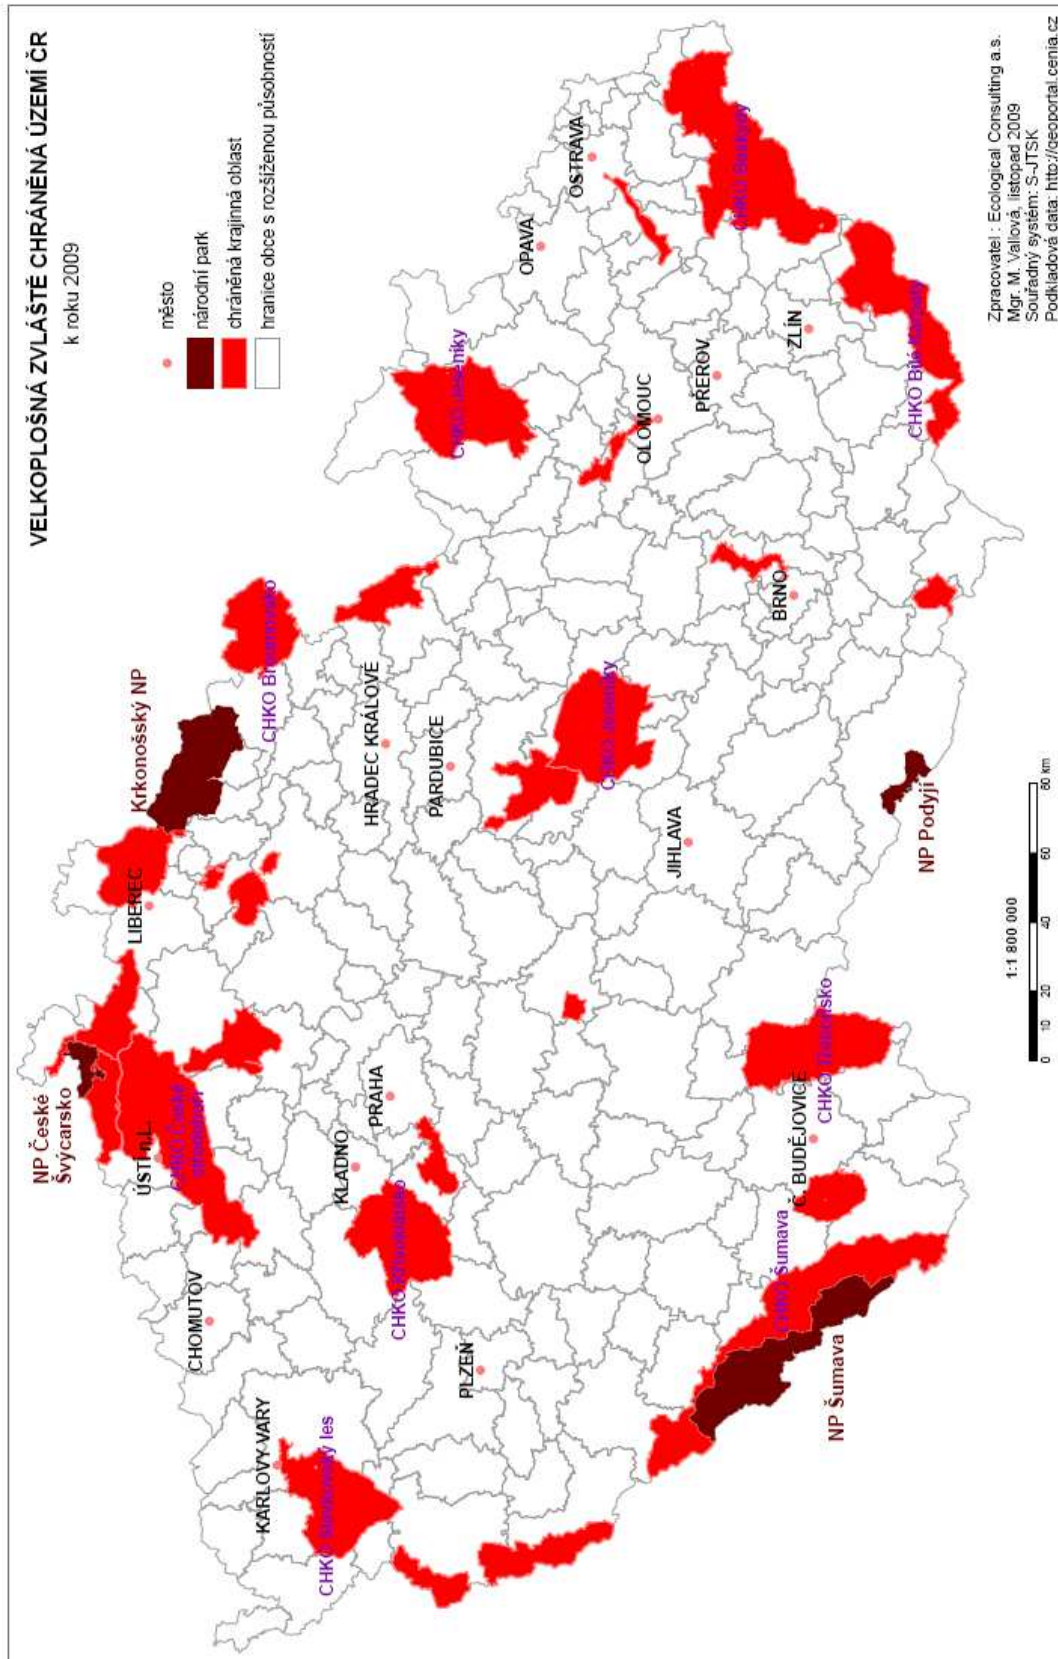 VELKOPLOŠNÁ ZVLÁŠTĚ CHRÁNĚNÁ ÚZEMÍ ČR
k roku 2009
město
národní park
chráněná krajinná oblast
hranice obce s rozšířenou působností
NP České
Švýcarsko
ÚSTÍ n.L.
CHKO České
středohoří
LIBEREC
Krkonošský NP
CHKO Broumovsko
CHOMUTOV
KARLOVY VARY
CHKO Slavkovský les
KLADNO
PRAHA
CHKO Křivoklátsko
HRADEC KRÁLOVÉ
PARDUBICE
CHKO Jeseníky
OPAVA
OSTRAVA
PLZEŇ
CHKO Jeseníky
OLOMOUC
PŘEROV
CHKO Beskydy
JIHLAVA
BRNO
ZLÍN
CHKO Bílé Karpaty
CHKO Šumava
NP Šumava
Č. BUDĚJOVICE
CHKO Třeboňsko
NP Podyjí
1:1 800 000
0 10 20 40 60 80 km
Zpracovatel : Ecological Consulting a.s.
Mgr. M. Vallová, listopad 2009
Souřadný systém: S-JTSK
Podkladová data: http://geoportal.cenia.cz